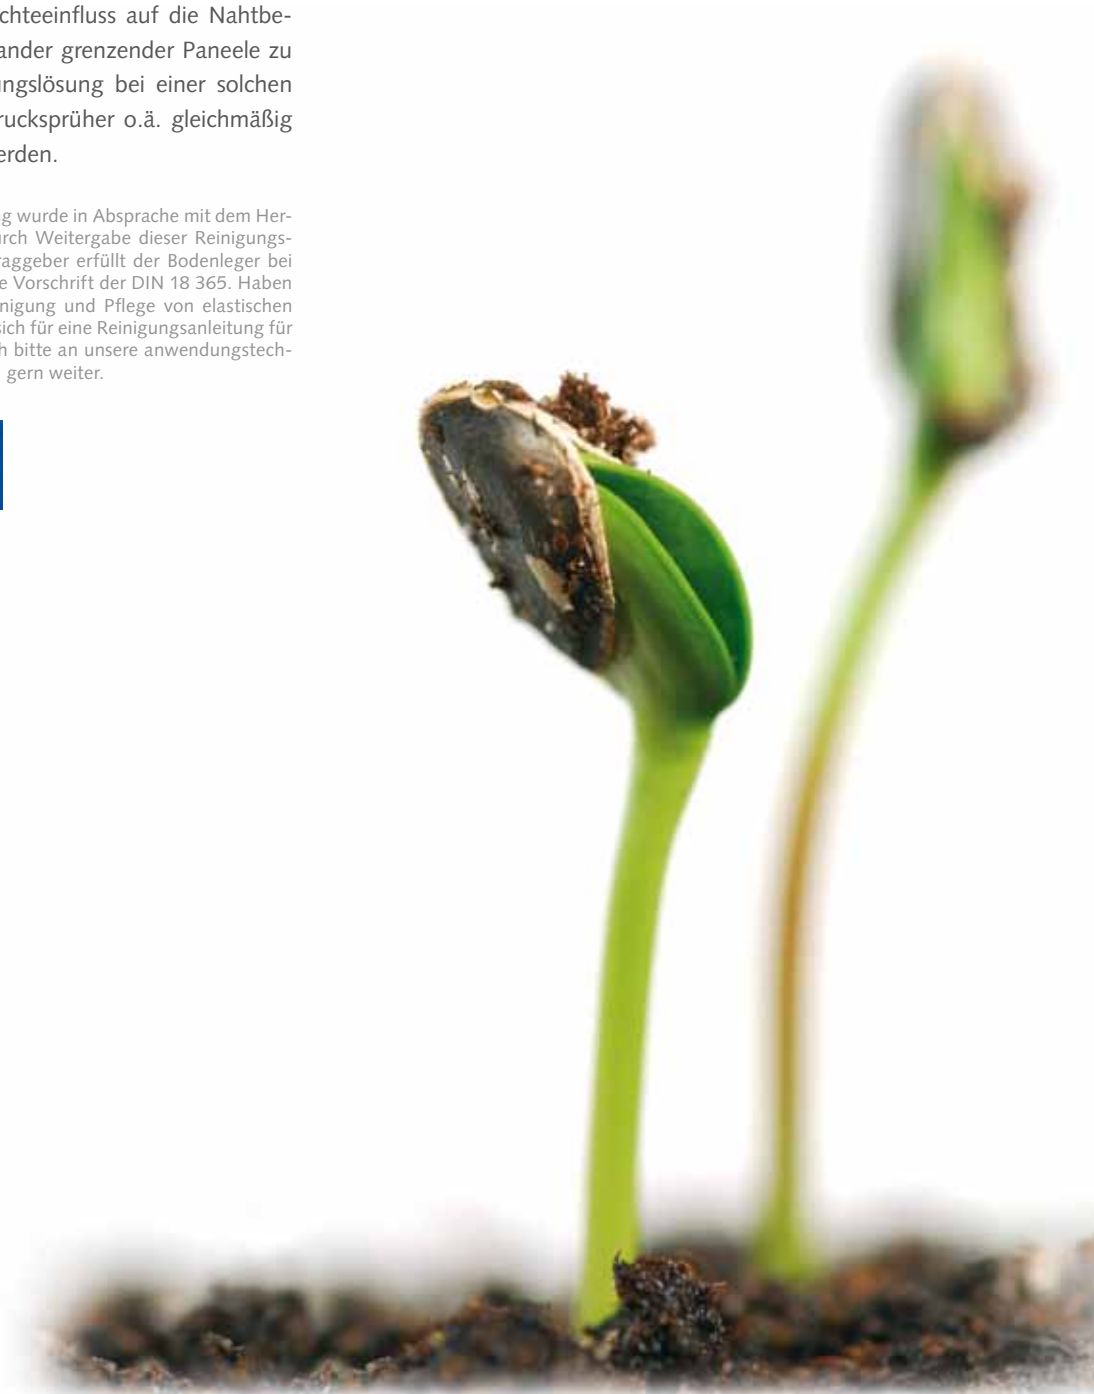 chteeinfluss auf die Nahtbe-
ander grenzender Paneele zu
ungslösung bei einer solchen
rucksprüher o.ä. gleichmäßig
erden.
g wurde in Absprache mit dem Her-
rch Weitergabe dieser Reinigungs-
raggeber erfüllt der Bodenleger bei
e Vorschrift der DIN 18 365. Haben
nigung und Pflege von elastischen
sich für eine Reinigungsanleitung für
h bitte an unsere anwendungstech-
gern weiter.